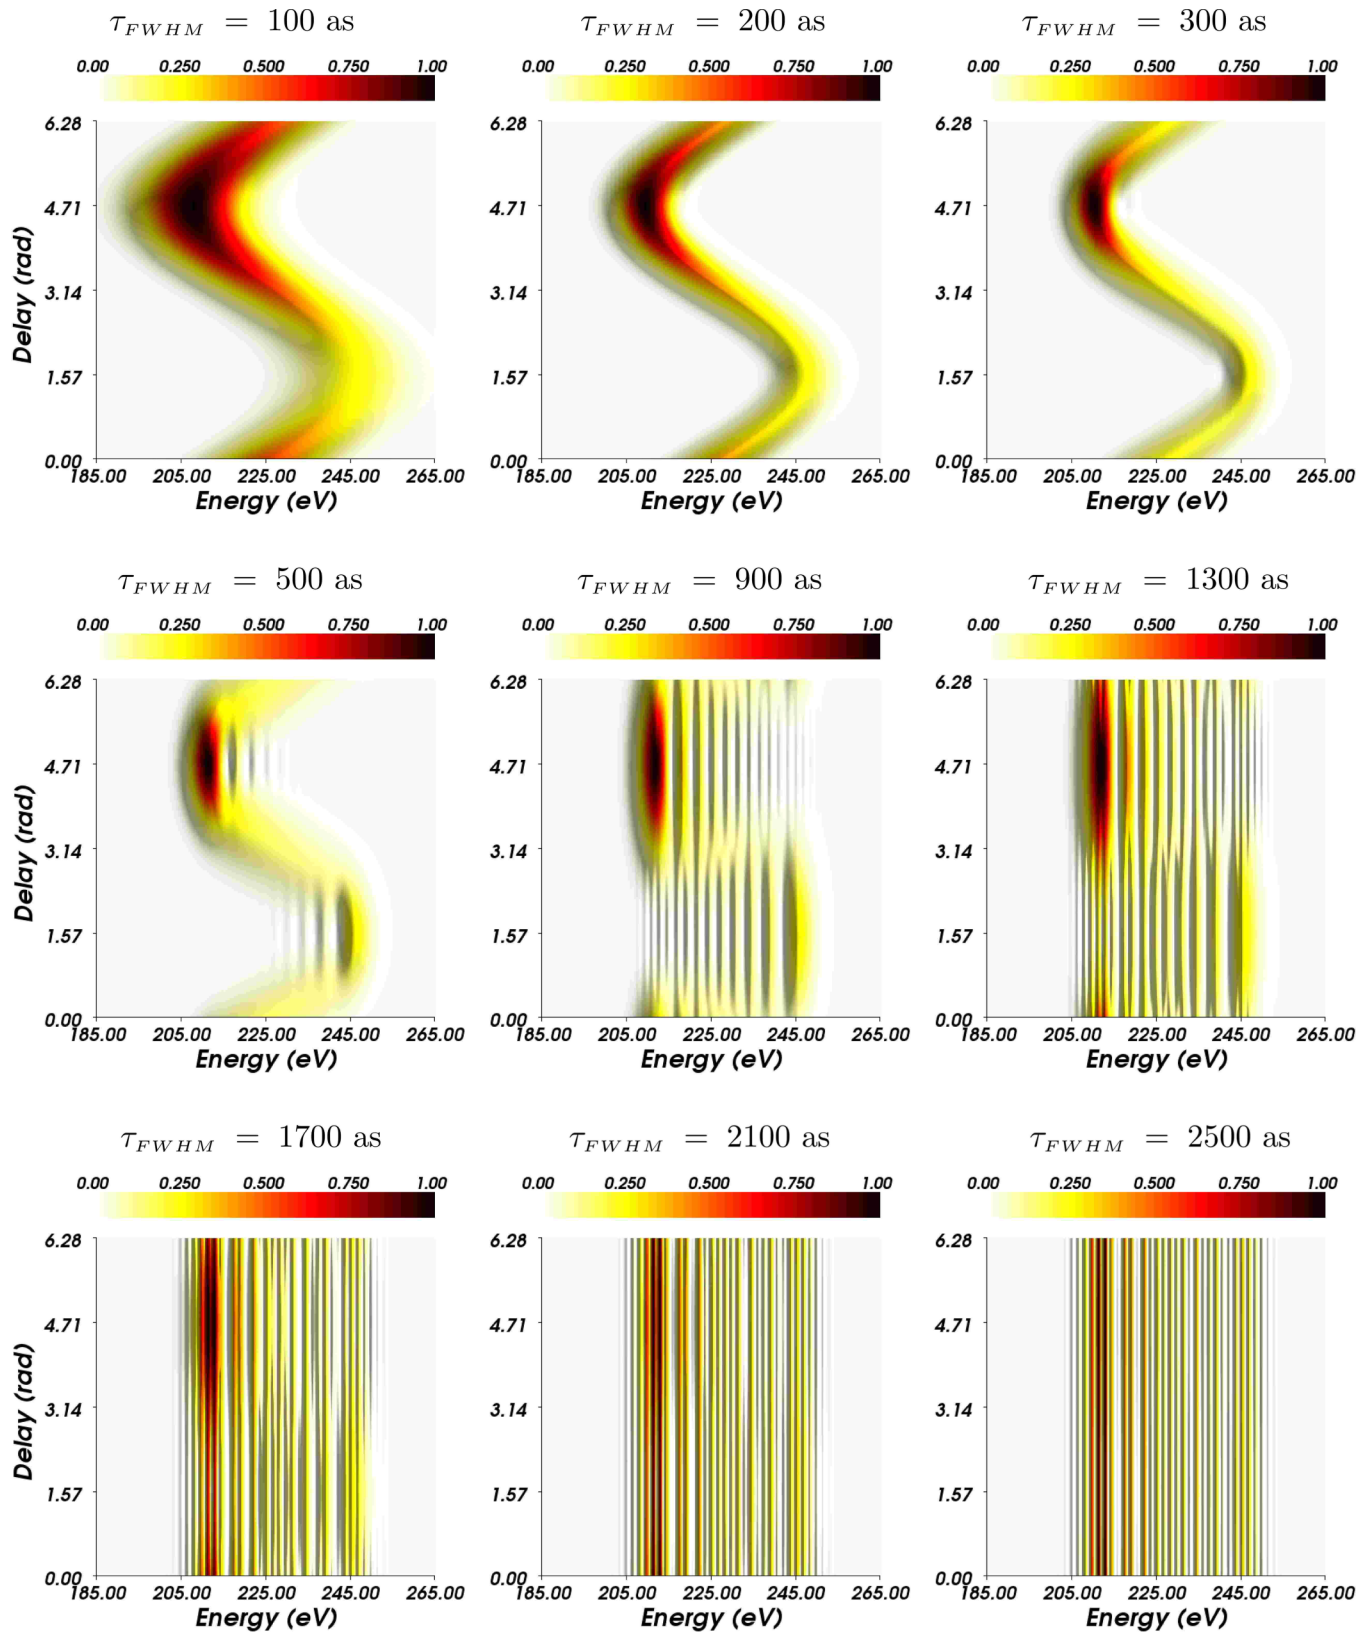 τFWHM = 100 as τFWHM = 200 as τFWHM = 300 as
0.00 0.250 0.500 0.750 1.00 0.00 0.250 0.500 0.750 1.00 0.00 0.250 0.500 0.750 1.00
6.28 6.28 6.28
4.71 4.71 4.71
Delay (rad)
3.14 3.14 3.14
1.57 1.57 1.57
0.00 0.00 0.00
185.00 205.00 225.00 245.00 265.00 185.00 205.00 225.00 245.00 265.00 185.00 205.00 225.00 245.00 265.00
Energy (eV) Energy (eV) Energy (eV)
τFWHM = 500 as τFWHM = 900 as τFWHM = 1300 as
0.00 0.250 0.500 0.750 1.00 0.00 0.250 0.500 0.750 1.00 0.00 0.250 0.500 0.750 1.00
6.28 6.28 6.28
4.71 4.71 4.71
Delay (rad)
3.14 3.14 3.14
1.57 1.57 1.57
0.00 0.00 0.00
185.00 205.00 225.00 245.00 265.00 185.00 205.00 225.00 245.00 265.00 185.00 205.00 225.00 245.00 265.00
Energy (eV) Energy (eV) Energy (eV)
τFWHM = 1700 as τFWHM = 2100 as τFWHM = 2500 as
0.00 0.250 0.500 0.750 1.00 0.00 0.250 0.500 0.750 1.00 0.00 0.250 0.500 0.750 1.00
6.28 6.28 6.28
4.71 4.71 4.71
Delay (rad)
3.14 3.14 3.14
1.57 1.57 1.57
0.00 0.00 0.00
185.00 205.00 225.00 245.00 265.00 185.00 205.00 225.00 245.00 265.00 185.00 205.00 225.00 245.00 265.00
Energy (eV) Energy (eV) Energy (eV)